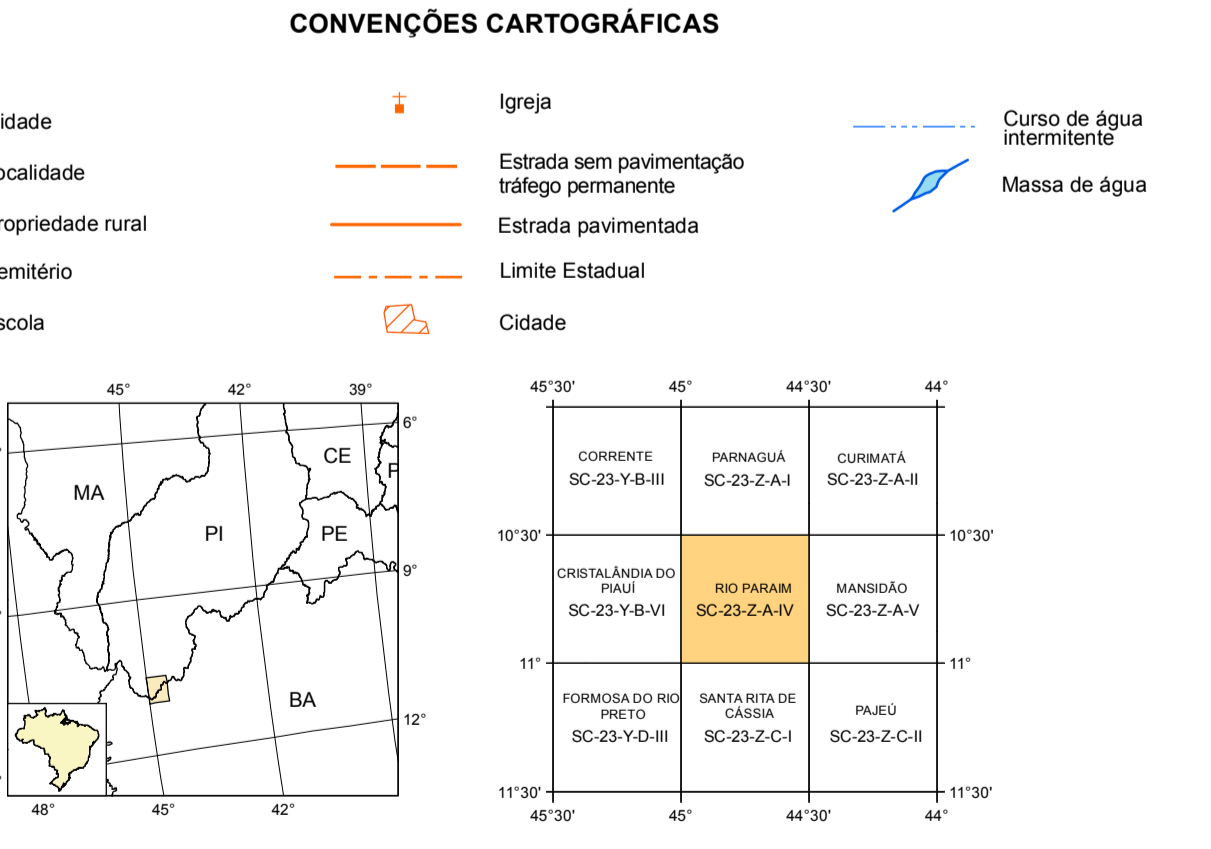 CONVENÇÕES CARTOGRÁFICAS
idade
ocalidade
ropriedade rural
emitério
scola
Igreja
Estrada sem pavimentação
tráfego permanente
Estrada pavimentada
Limite Estadual
Cidade
Curso de água
intermitente
Massa de água
45° 42° 39°
6°
9°
12°
MA
PI
CE
P
PE
BA
48° 45° 42°
45°30' 45° 44°30' 44°
CORRENTE
SC-23-Y-B-III
PARNAGUÁ
SC-23-Z-A-I
CURIMATÁ
SC-23-Z-A-II
10°30' 10°30'
CRISTALÂNDIA DO
PIAUÍ
SC-23-Y-B-VI
RIO PARAIM
SC-23-Z-A-IV
MANSIDÃO
SC-23-Z-A-V
11° 11°
FORMOSA DO RIO
PRETO
SC-23-Y-D-III
SANTA RITA DE
CÁSSIA
SC-23-Z-C-I
PAJEÚ
SC-23-Z-C-II
11°30' 11°30'
45°30' 45° 44°30' 44°